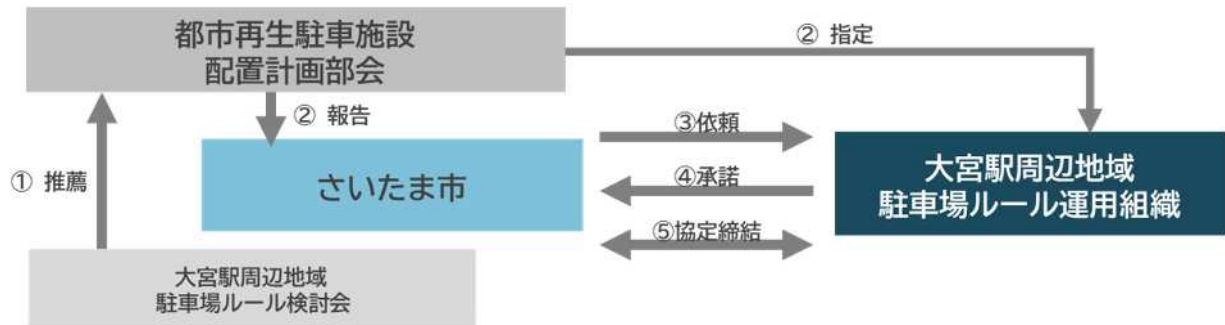 都市再生駐車施設
配置計画部会
② 指定
② 報告
① 推薦
さいたま市
③依頼
④承諾
⑤協定締結
大宮駅周辺地域
駐車場ルール運用組織
大宮駅周辺地域
駐車場ルール検討会